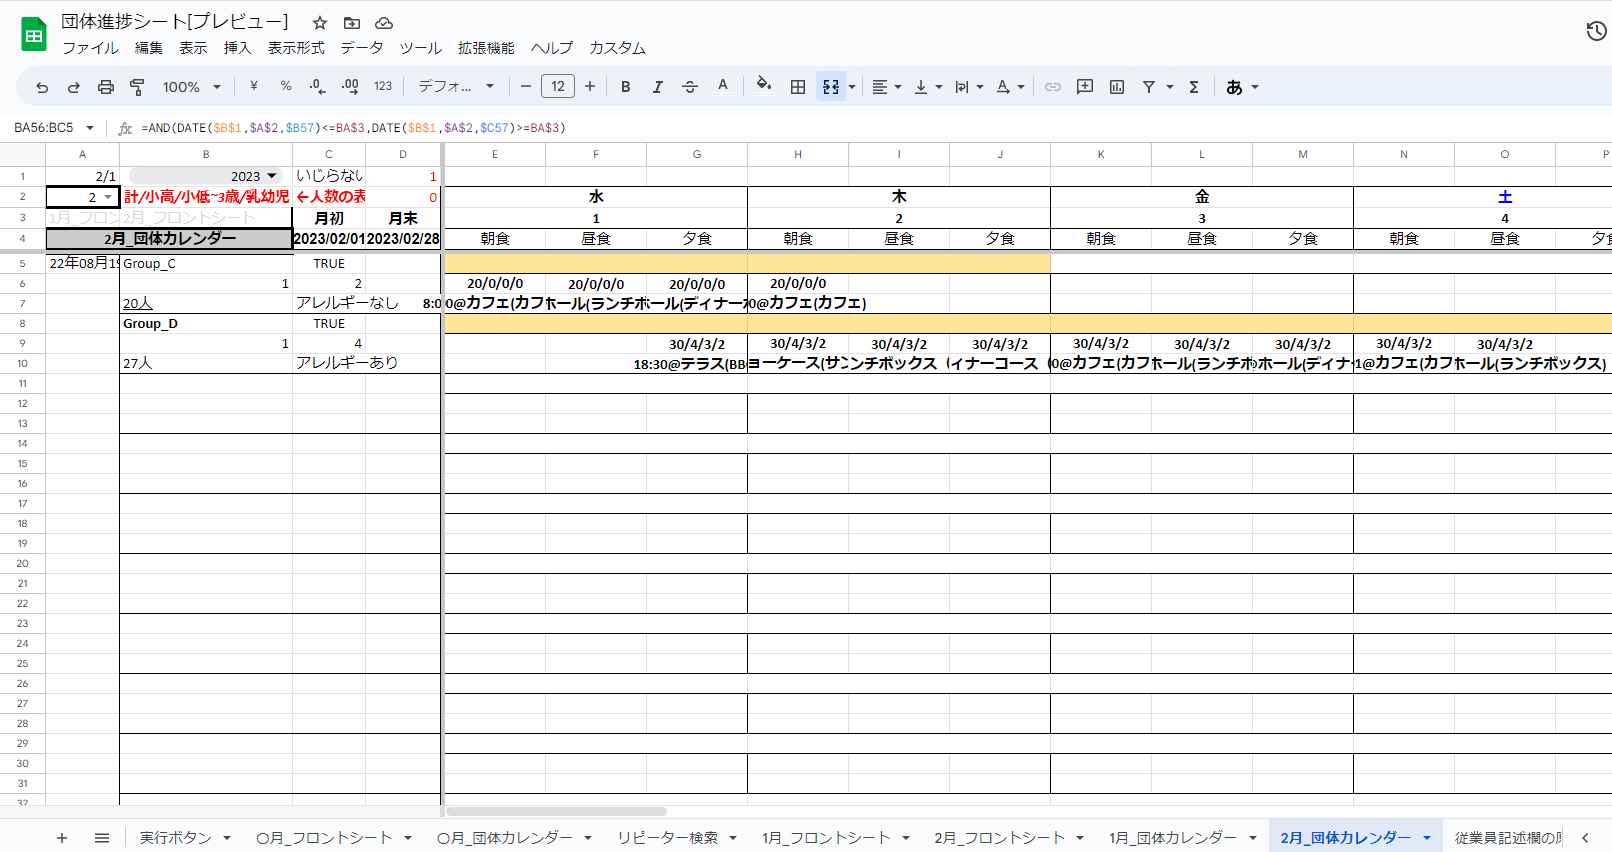 団体進捗シート[プレビュー]
ファイル 編集 表示 挿入 表示形式 データ ツール 拡張機能 ヘルプ カスタム
100% ¥ % .0 .00 123 デフォ... − 12 + B I A あ
BA56:BC5 fx =AND(DATE($B$1,$A$2,$B57)<=BA$3,DATE($B$1,$A$2,$C57)>=BA$3)
A B C D E F G H I J K L M N O P
1 2/1 2023 いじらない 1
2 2 計/小高/小低~3歳/乳幼児 ←人数の表 0 水 木 金 土
3 1月_フロン 2月_フロントシート 月初 月末 1 2 3 4
4 2月_団体カレンダー 2023/02/01 2023/02/28 朝食 昼食 夕食 朝食 昼食 夕食 朝食 昼食 夕食 朝食 昼食
5 22年08月19 Group_C TRUE
6 1 2 20/0/0/0 20/0/0/0 20/0/0/0 20/0/0/0
7 20人 アレルギーなし 8:00@カフェ(カフ ホール(ランチ ホール(ディナー 0@カフェ(カフェ)
8 Group_D TRUE
9 1 4 30/4/3/2 30/4/3/2 30/4/3/2 30/4/3/2 30/4/3/2 30/4/3/2 30/4/3/2 30/4/3/2 30/4/3/2
10 27人 アレルギーあり 18:30@テラス(BB ョーケース(サン ンチボックス ィナーコース 0@カフェ(カフ ホール(ランチボ ホール(ディナ 1@カフェ(カフ ホール(ランチボックス)
11
12
13
14
15
16
17
18
19
20
21
22
23
24
25
26
27
28
29
30
31
32
+ 実行ボタン 〇月_フロントシート 〇月_団体カレンダー リピーター検索 1月_フロントシート 2月_フロントシート 1月_団体カレンダー 2月_団体カレンダー 従業員記述欄の